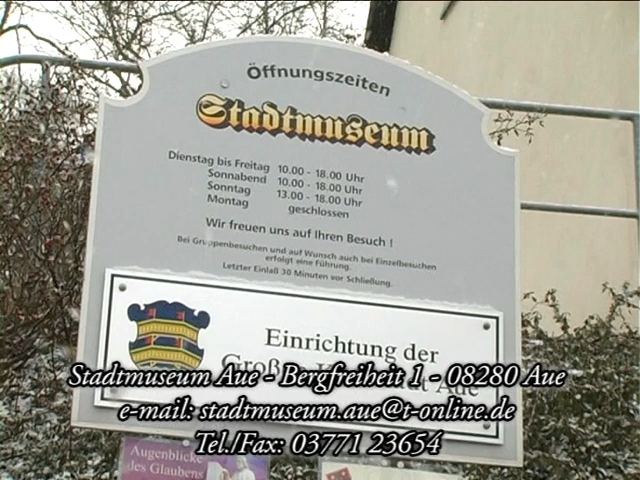 Öffnungszeiten
Stadtmuseum
Dienstag bis Freitag 10.00 - 18.00 Uhr
Sonnabend 10.00 - 18.00 Uhr
Sonntag 13.00 - 18.00 Uhr
Montag geschlossen
Wir freuen uns auf Ihren Besuch !
Bei Gruppenbesuchen und auf Wunsch auch bei Einzelbesuchen
erfolgt eine Führung.
Letzter Einlaß 30 Minuten vor Schließung.
Einrichtung der
Große Aue
Stadtmuseum Aue - Bergfreiheit 1 - 08280 Aue
e-mail: stadtmuseum.aue@t-online.de
Tel./Fax: 03771 23654
Augenblicke
des Glaubens